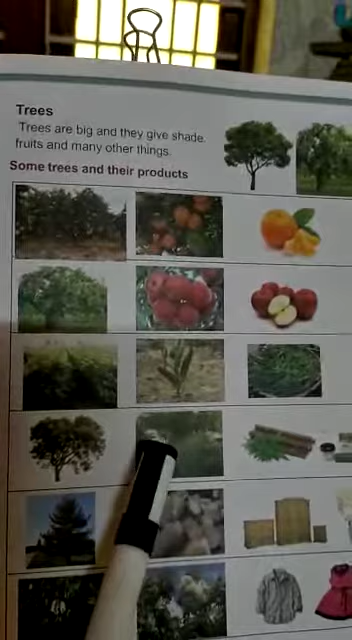 Trees
Trees are big and they give shade.
fruits and many other things.
Some trees and their products